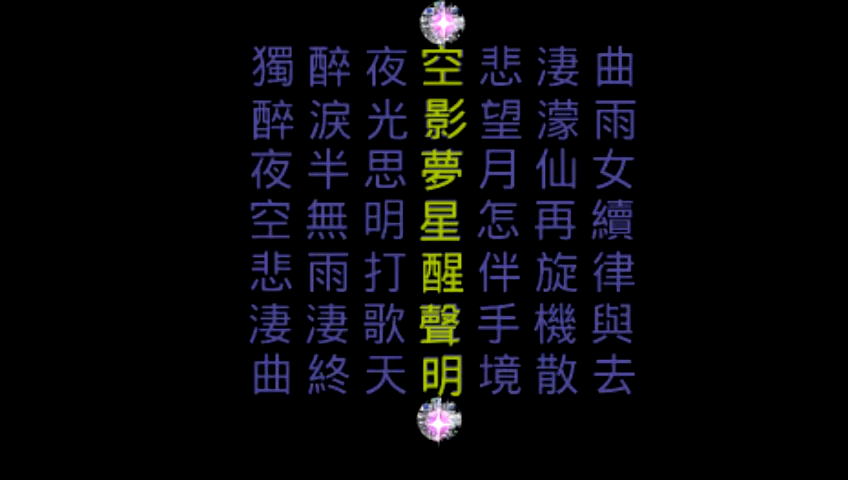 獨醉夜空悲淒曲
醉淚光影望濛雨
夜半思夢月仙女
空無明星怎再續
悲雨打醒伴旋律
淒淒歌聲手機與
曲終天明境散去